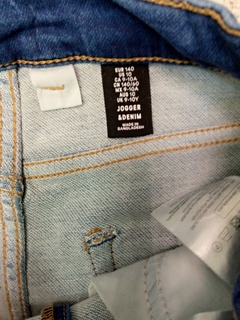 EUR 140
US 10
CA 9-10A
CN 140/60
MX 9-10A
AUS 10
UK 9-10Y
JOGGER
&DENIM
MADE IN
BANGLADESH